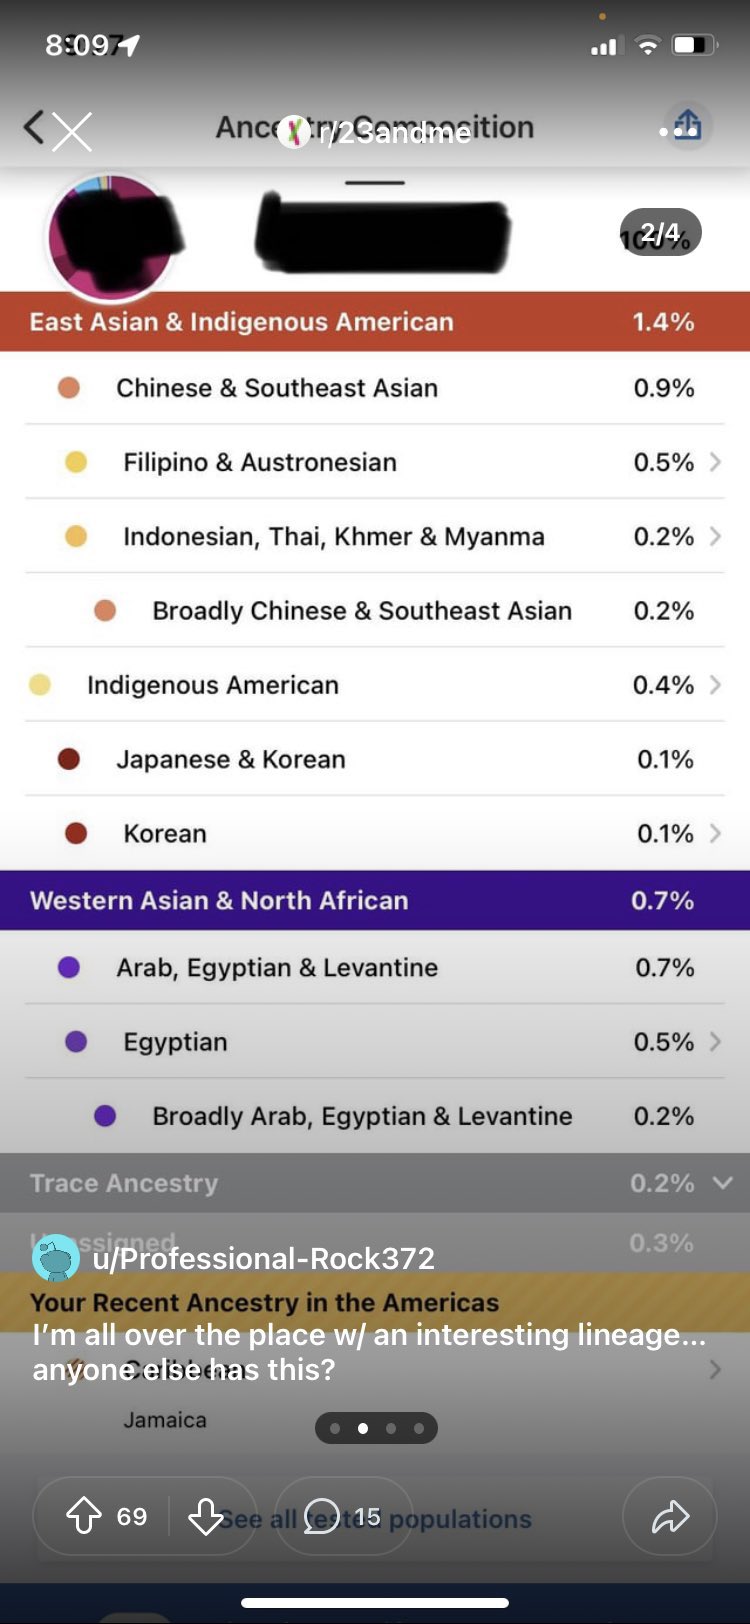 8:09
Ancestry Composition
r/23andme
2/4
100%
East Asian & Indigenous American 1.4%
Chinese & Southeast Asian 0.9%
Filipino & Austronesian 0.5%
Indonesian, Thai, Khmer & Myanma 0.2%
Broadly Chinese & Southeast Asian 0.2%
Indigenous American 0.4%
Japanese & Korean 0.1%
Korean 0.1%
Western Asian & North African 0.7%
Arab, Egyptian & Levantine 0.7%
Egyptian 0.5%
Broadly Arab, Egyptian & Levantine 0.2%
Trace Ancestry 0.2%
Unassigned 0.3%
u/Professional-Rock372
Your Recent Ancestry in the Americas
I'm all over the place w/ an interesting lineage...
anyone else has this?
Caribbean
Jamaica
69
15
See all tested populations